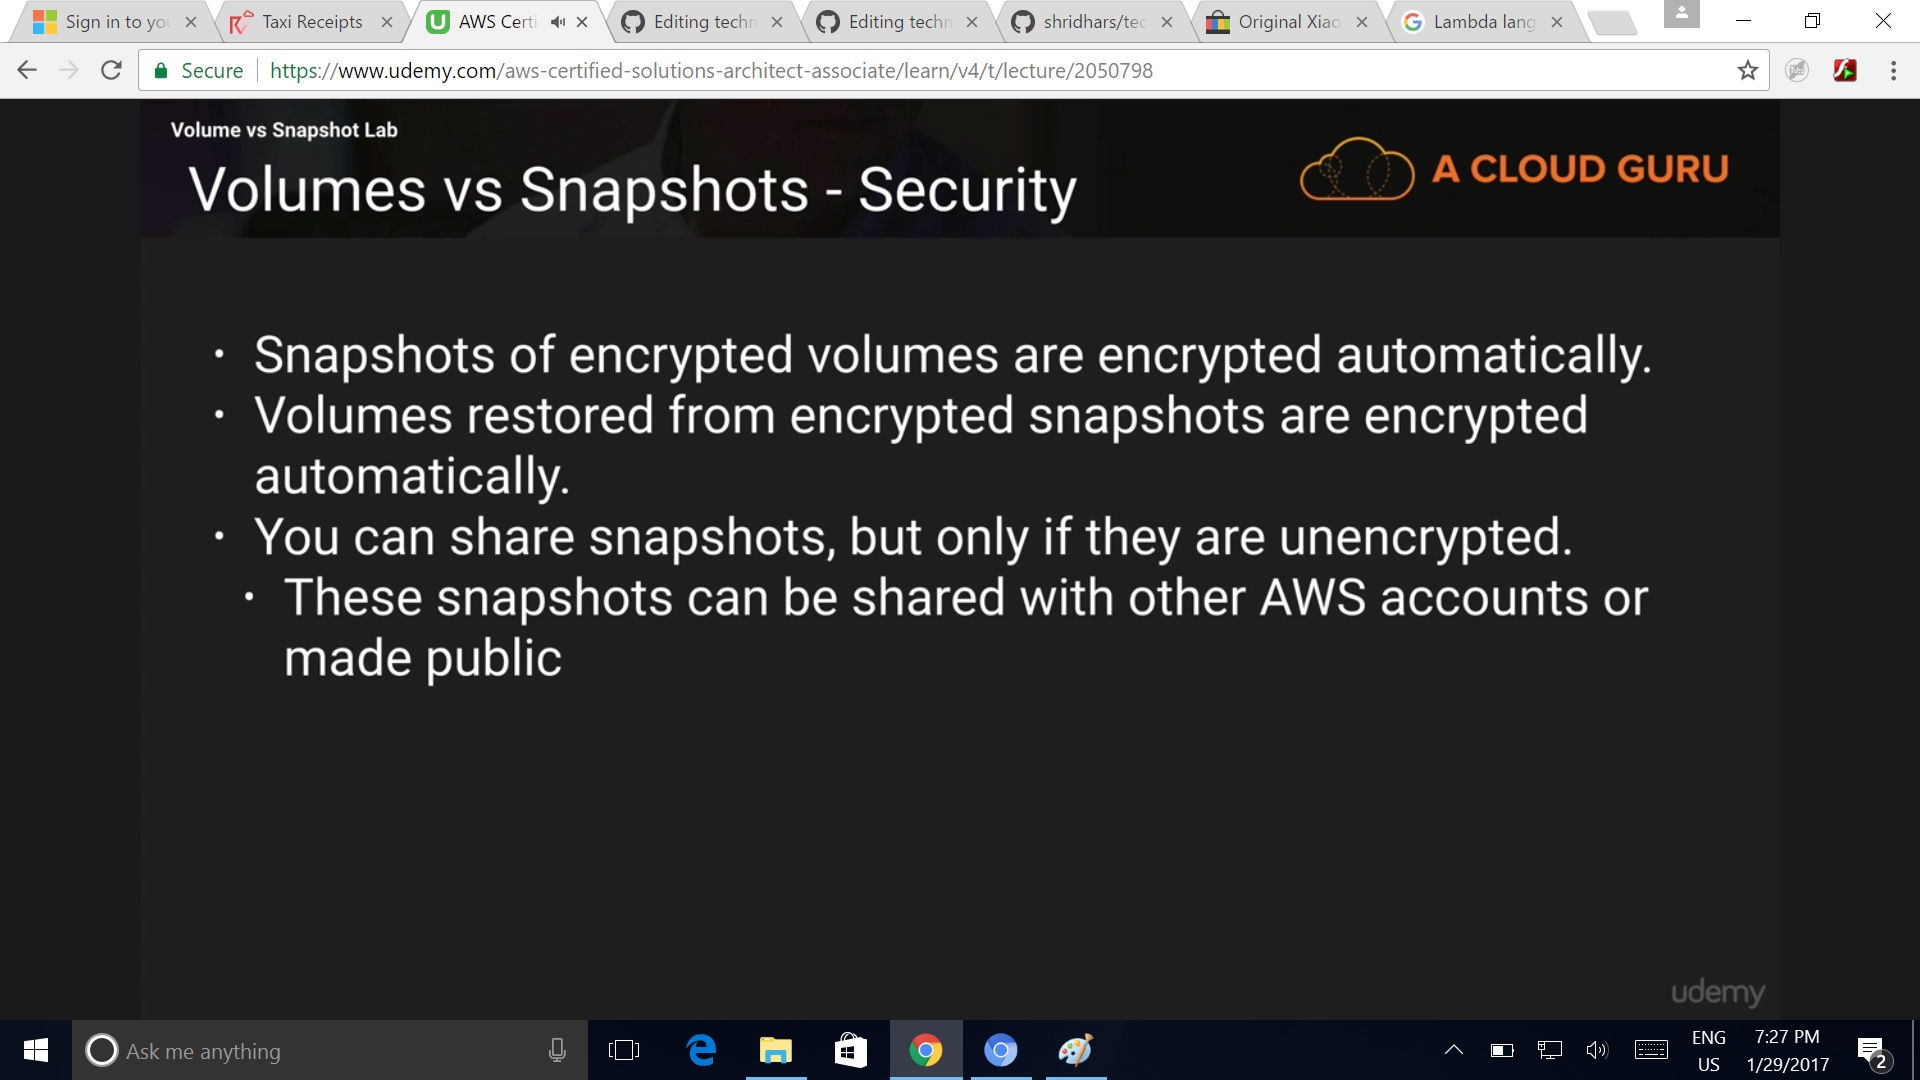 Sign in to you
Taxi Receipts
AWS Certi
Editing techn
Editing techn
shridhars/tec
Original Xiao
Lambda lang
Secure
https://www.udemy.com/aws-certified-solutions-architect-associate/learn/v4/t/lecture/2050798
Volume vs Snapshot Lab
Volumes vs Snapshots - Security
A CLOUD GURU
• Snapshots of encrypted volumes are encrypted automatically.
• Volumes restored from encrypted snapshots are encrypted
automatically.
• You can share snapshots, but only if they are unencrypted.
• These snapshots can be shared with other AWS accounts or
made public
udemy
Ask me anything
ENG
US
7:27 PM
1/29/2017
2